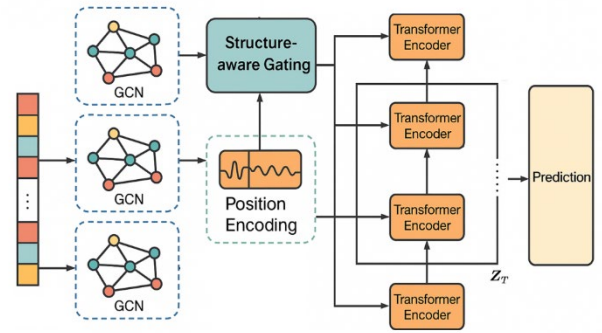 GCN
Structure-
aware Gating
Transformer
Encoder
GCN
Position
Encoding
Transformer
Encoder
Transformer
Encoder
Prediction
GCN
Z_T
Transformer
Encoder